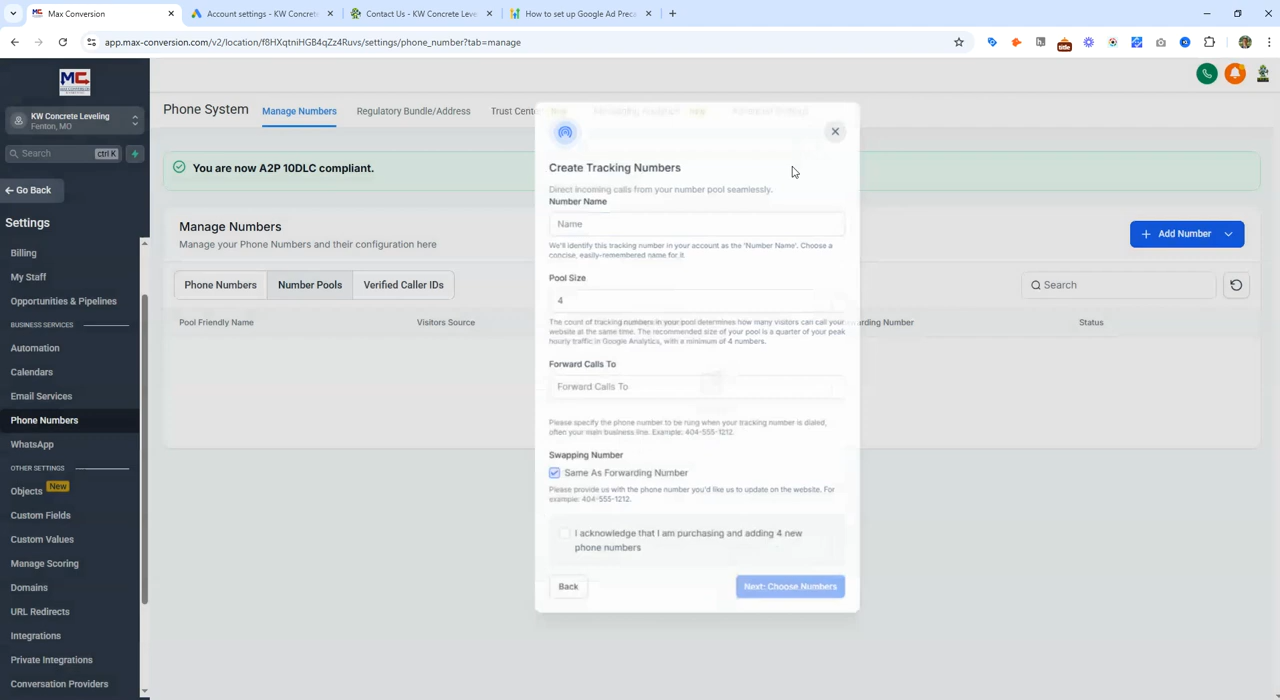 Max Conversion
Account settings - KW Concrete
Contact Us - KW Concrete Leve
How to set up Google Ad Prec
app.max-conversion.com/v2/location/f8HXqtniHGB4qZz4Ruvs/settings/phone_number?tab=manage
title
MC
MAX CONVERSION
KW Concrete Leveling
Fenton, MO
Search
ctrl K
Go Back
Settings
Billing
My Staff
Opportunities & Pipelines
BUSINESS SERVICES
Automation
Calendars
Email Services
Phone Numbers
WhatsApp
OTHER SETTINGS
Objects New
Custom Fields
Custom Values
Manage Scoring
Domains
URL Redirects
Integrations
Private Integrations
Conversation Providers
Phone System Manage Numbers Regulatory Bundle/Address Trust Cent
You are now A2P 10DLC compliant.
Manage Numbers
Manage your Phone Numbers and their configuration here
Add Number
Phone Numbers Number Pools Verified Caller IDs
Search
Pool Friendly Name Visitors Source warding Number Status
Create Tracking Numbers
Direct incoming calls from your number pool seamlessly.
Number Name
Name
We'll identify this tracking number in your account as the 'Number Name'. Choose a
concise, easily-remembered name for it
Pool Size
4
The count of tracking numbers in your pool determines how many visitors can call your
website at the same time. The recommended size of your pool is a quarter of your peak
hourly traffic in Google Analytics, with a minimum of 4 numbers.
Forward Calls To
Forward Calls To
Please specify the phone number to be rung when your tracking number is dialed,
often your main business line. Example: 404-555-1212.
Swapping Number
Same As Forwarding Number
Please provide us with the phone number you'd like us to update on the website. For
example: 404-555-1212.
I acknowledge that I am purchasing and adding 4 new
phone numbers
Back
Next: Choose Numbers